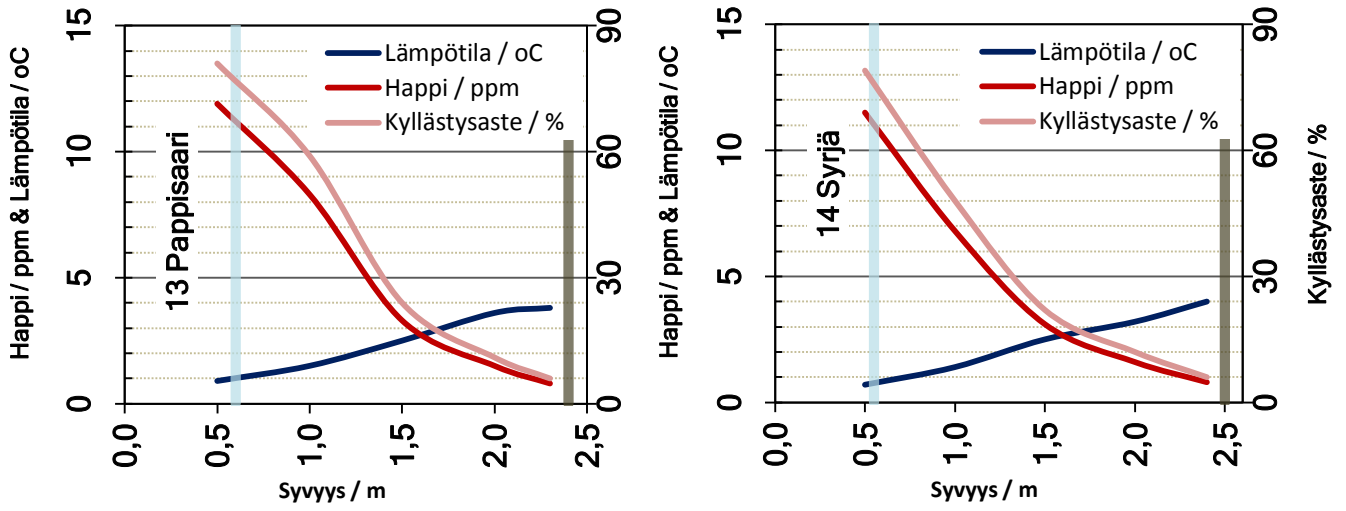 Happi / ppm & Lämpötila / oC
15
10
5
0
13 Pappisaari
Lämpötila / oC
Happi / ppm
Kyllästysaste / %
90
60
30
0
0,0
0,5
1,0
1,5
2,0
2,5
Syvyys / m
Happi / ppm & Lämpötila / oC
15
10
5
0
14 Syrjä
Lämpötila / oC
Happi / ppm
Kyllästysaste / %
90
60
30
0
Kyllästysaste / %
0,0
0,5
1,0
1,5
2,0
2,5
Syvyys / m